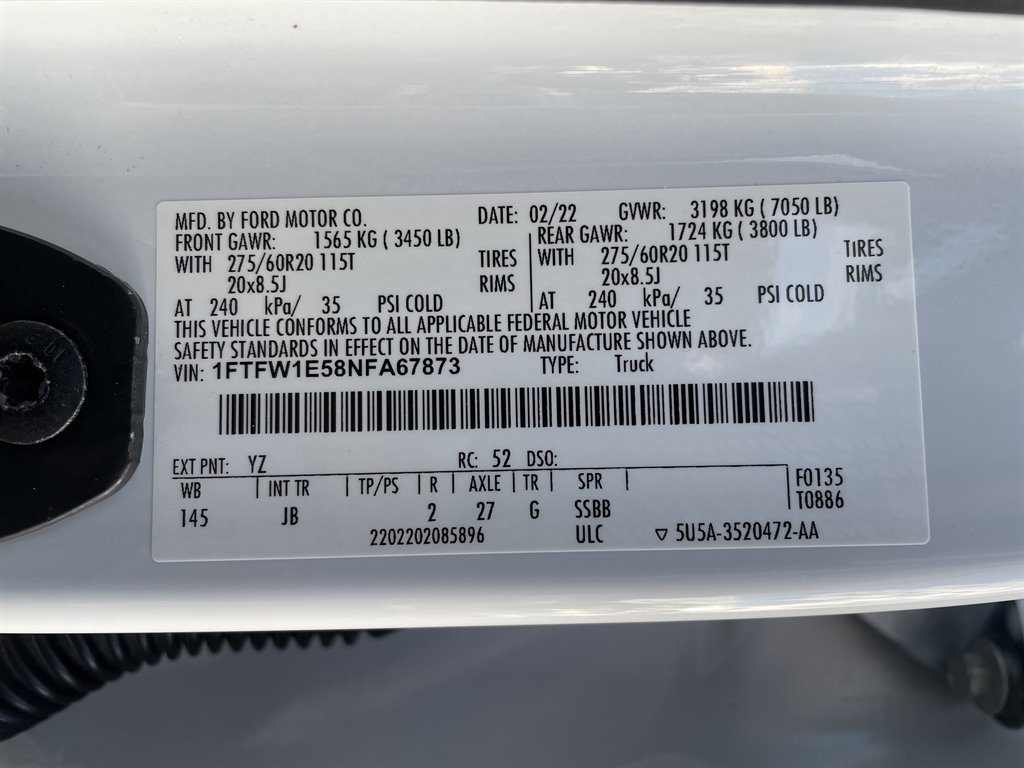 MFD. BY FORD MOTOR CO. DATE: 02/22 GVWR: 3198 KG ( 7050 LB)
FRONT GAWR: 1565 KG ( 3450 LB) REAR GAWR: 1724 KG ( 3800 LB)
WITH 275/60R20 115T TIRES WITH 275/60R20 115T TIRES
20x8.5J RIMS 20x8.5J RIMS
AT 240 kPa/ 35 PSI COLD AT 240 kPa/ 35 PSI COLD
THIS VEHICLE CONFORMS TO ALL APPLICABLE FEDERAL MOTOR VEHICLE
SAFETY STANDARDS IN EFFECT ON THE DATE OF MANUFACTURE SHOWN ABOVE.
VIN: 1FTFW1E58NFA67873 TYPE: Truck
EXT PNT: YZ RC: 52 DSO:
WB | INT TR | TP/PS | R | AXLE | TR | SPR | F0135
T0886
145 JB 2 27 G SSBB
2202202085896 ULC ▽ 5U5A-3520472-AA